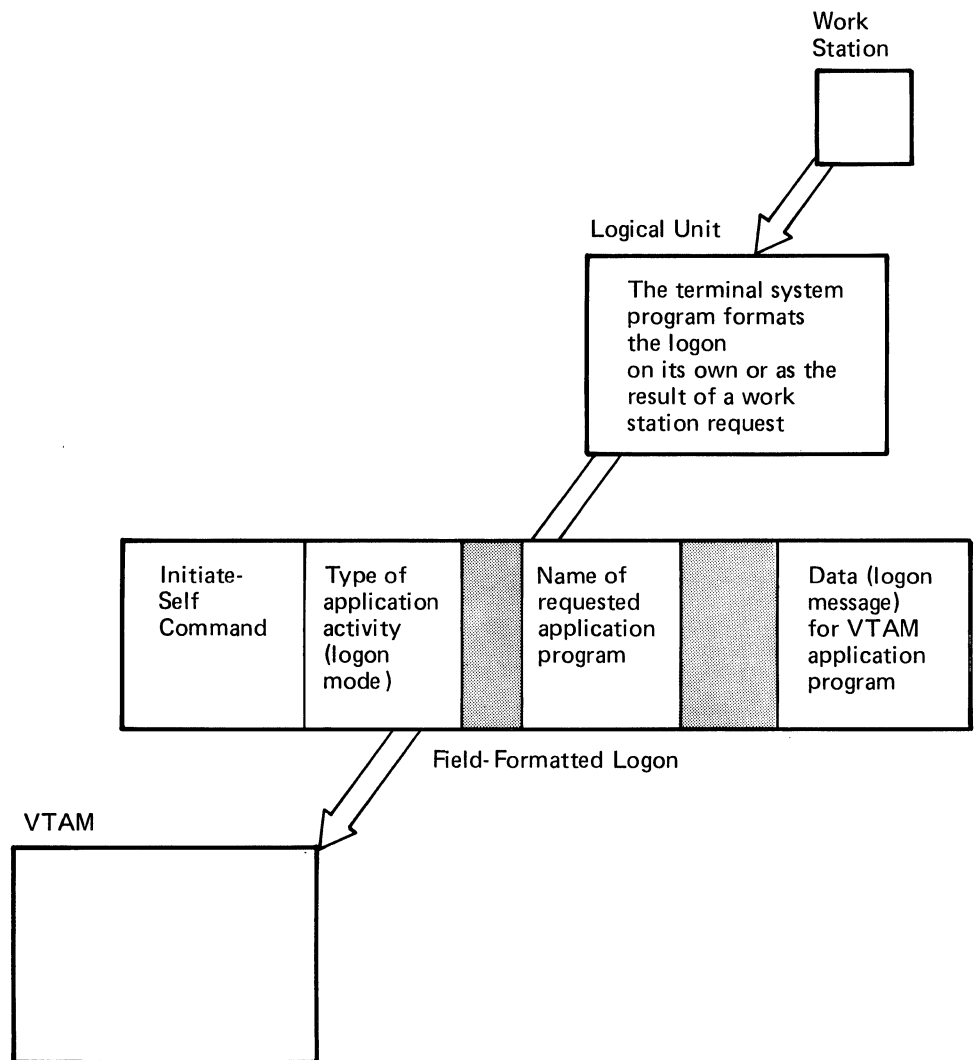 Work
Station
Logical Unit
The terminal system
program formats
the logon
on its own or as the
result of a work
station request
Initiate-
Self
Command
Type of
application
activity
(logon
mode)
Name of
requested
application
program
Data (logon
message)
for VTAM
application
program
Field-Formatted Logon
VTAM